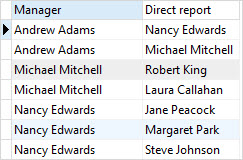 Manager Direct report
Andrew Adams Nancy Edwards
Andrew Adams Michael Mitchell
Michael Mitchell Robert King
Michael Mitchell Laura Callahan
Nancy Edwards Jane Peacock
Nancy Edwards Margaret Park
Nancy Edwards Steve Johnson